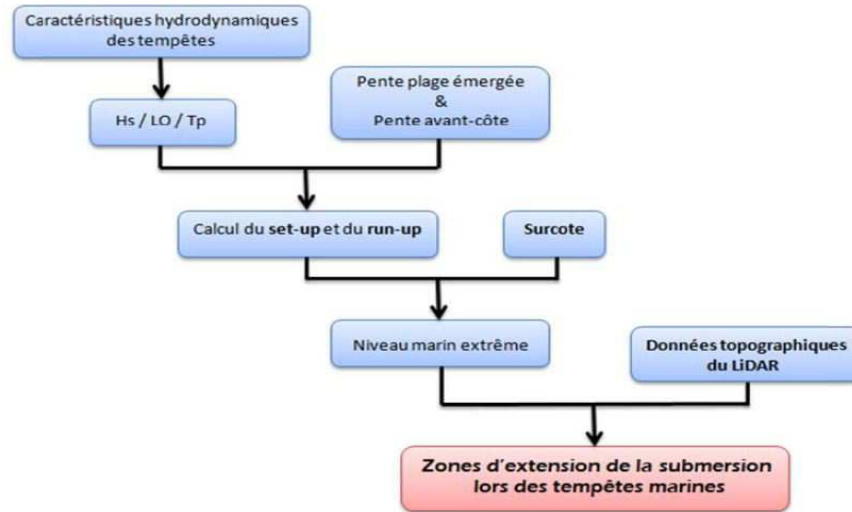 Caractéristiques hydrodynamiques
des tempêtes
Pente plage émergée
&
Pente avant-côte
Hs / LO / Tp
Calcul du set-up et du run-up
Surcote
Niveau marin extrême
Données topographiques
du LiDAR
Zones d'extension de la submersion
lors des tempêtes marines